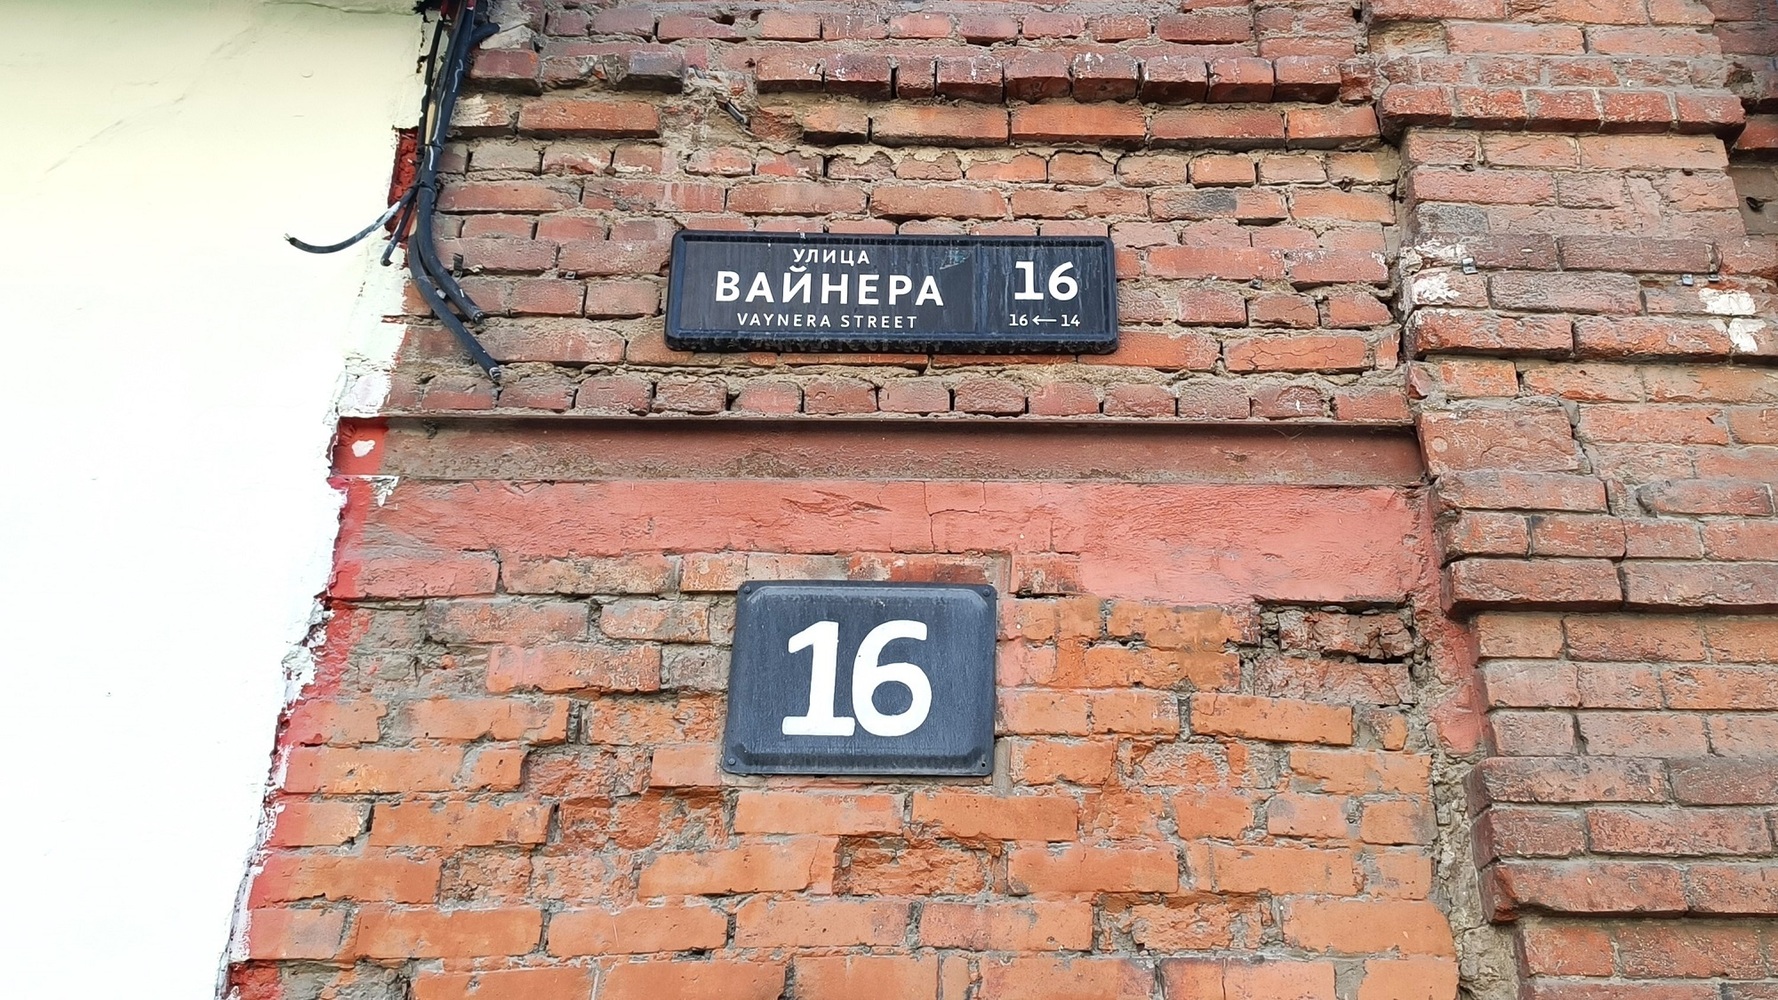 УЛИЦА
ВАЙНЕРА
VAYNERA STREET
16
16 ← 14
16